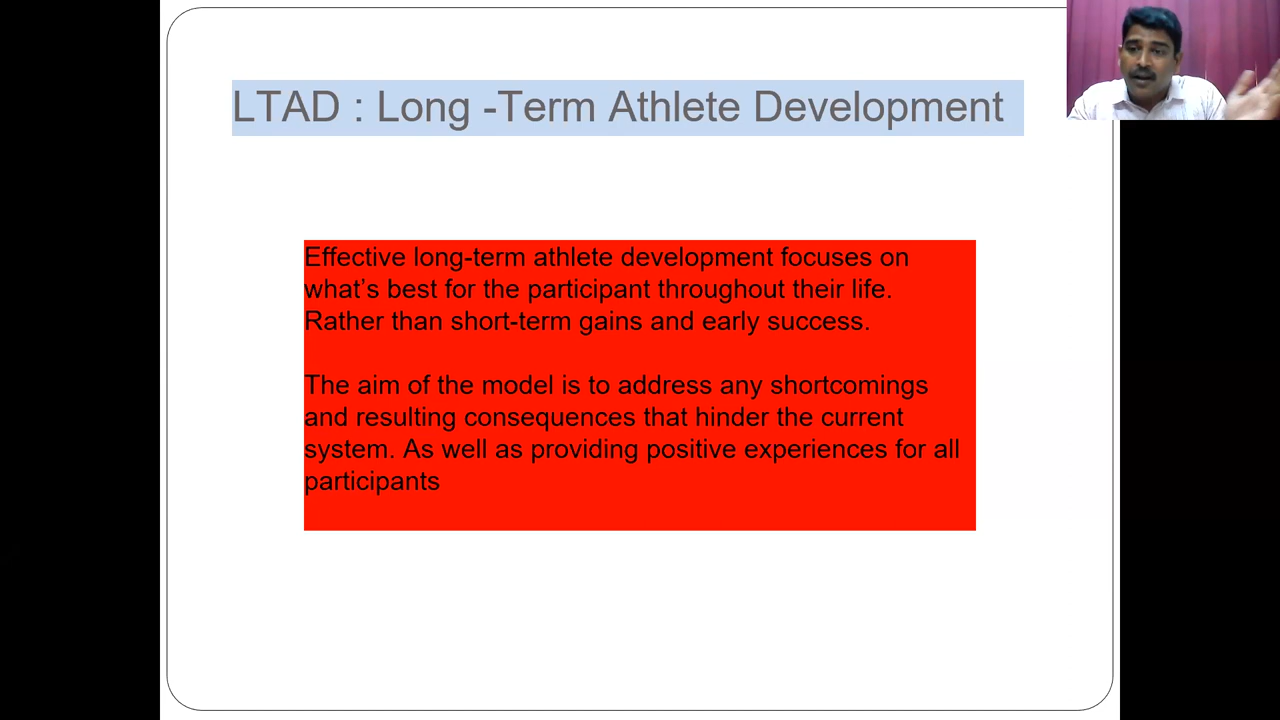 LTAD : Long -Term Athlete Development
Effective long-term athlete development focuses on
what’s best for the participant throughout their life.
Rather than short-term gains and early success.
The aim of the model is to address any shortcomings
and resulting consequences that hinder the current
system. As well as providing positive experiences for all
participants